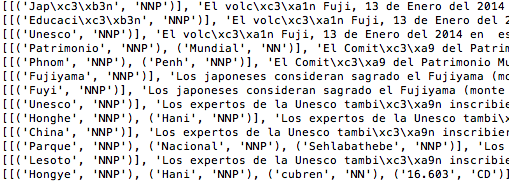 [[('Jap\xc3\xb3n', 'NNP')], 'El volc\xc3\xa1n Fuji, 13 de Enero del 2014
[[('Educaci\xc3\xb3n', 'NNP')], 'El volc\xc3\xa1n Fuji, 13 de Enero del 2
[[('Unesco', 'NNP')], 'El volc\xc3\xa1n Fuji, 13 de Enero del 2014 en  es
[[('Patrimonio', 'NNP'), ('Mundial', 'NN')], 'El Comit\xc3\xa9 del Patrim
[[('Phnom', 'NNP'), ('Penh', 'NNP')], 'El Comit\xc3\xa9 del Patrimonio Mu
[[('Fujiyama', 'NNP')], 'Los japoneses consideran sagrado el Fujiyama (mo
[[('Fuyi', 'NNP')], 'Los japoneses consideran sagrado el Fujiyama (monte
[[('Unesco', 'NNP')], 'Los expertos de la Unesco tambi\xc3\xa9n inscribie
[[('Honghe', 'NNP'), ('Hani', 'NNP')], 'Los expertos de la Unesco tambi\x
[[('China', 'NNP')], 'Los expertos de la Unesco tambi\xc3\xa9n inscribier
[[('Parque', 'NNP'), ('Nacional', 'NNP'), ('Sehlabathebe', 'NNP')], 'Los
[[('Lesoto', 'NNP')], 'Los expertos de la Unesco tambi\xc3\xa9n inscribie
[[('Hongye', 'NNP'), ('Hani', 'NNP'), ('cubren', 'NN'), ('16.603', 'CD')]